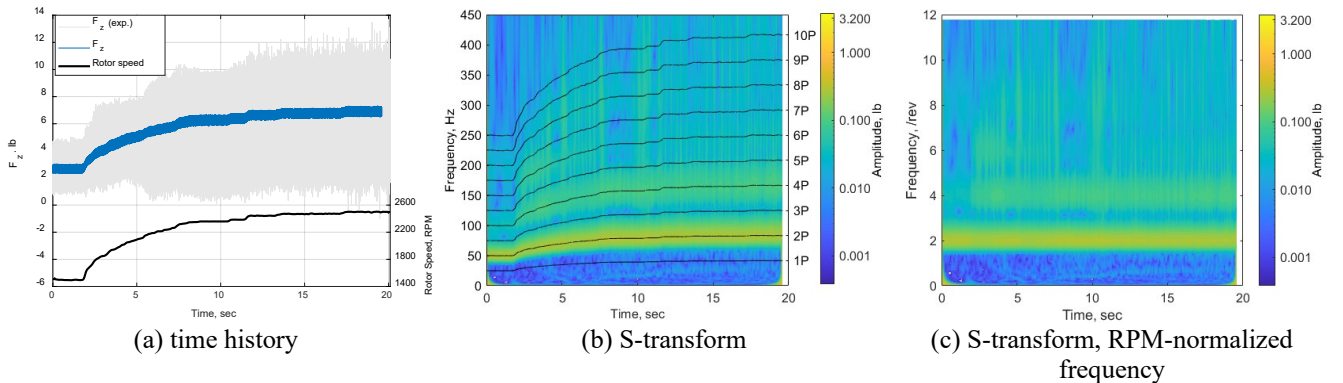 14
12
10
8
6
4
2
0
-2
-4
-6
F z (exp.)
F z
Rotor speed
F z, lb
2600
2200
1800
1400
Rotor Speed, RPM
0
5
10
15
20
Time, sec
(a) time history
450
400
350
300
250
200
150
100
50
0
Frequency, Hz
10P
9P
8P
7P
6P
5P
4P
3P
2P
1P
0
5
10
15
20
Time, sec
3.200
1.000
0.100
0.010
0.001
Amplitude, lb
(b) S-transform
12
10
8
6
4
2
0
Frequency, /rev
5
10
15
20
Time, sec
3.200
1.000
0.100
0.010
0.001
Amplitude, lb
(c) S-transform, RPM-normalized
frequency